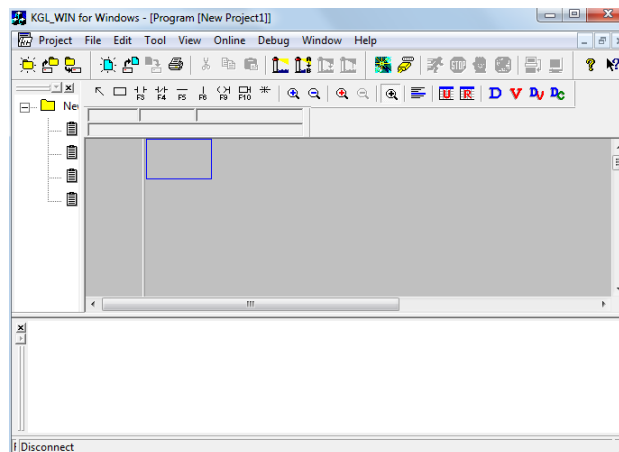 KGL_WIN for Windows - [Program [New Project1]]
Project File Edit Tool View Online Debug Window Help
F3 F4 F5 F6 F9 F10
U R D V DU DC
Ne
Disconnect